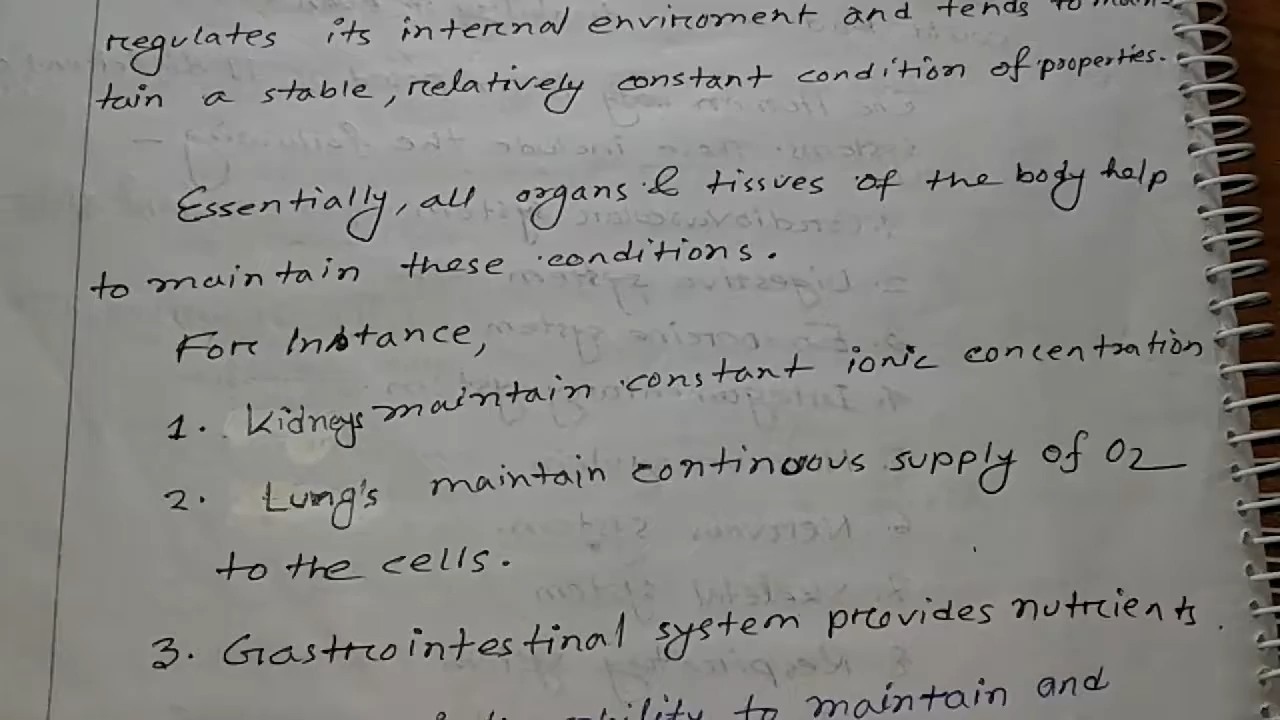 regulates its internal enviroment and tends to main-
tain a stable, relatively constant condition of properties.
Essentially, all organs & tissues of the body help
to maintain these conditions.
For Instance,
1. Kidneys maintain constant ionic concentration
2. Lung's maintain continuous supply of O2
to the cells.
3. Gastrointestinal system provides nutrients.
ability to maintain and